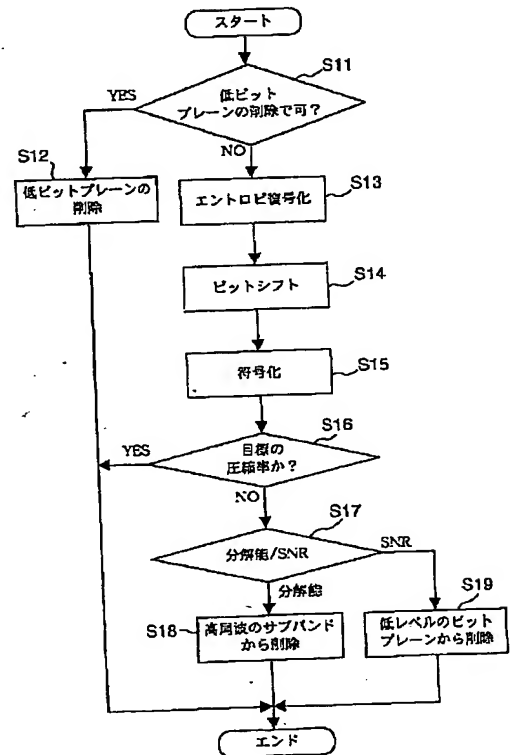 スタート
S11
低ビット
プレーンの削除で可?
YES
NO
S12
低ビットプレーンの
削除
S13
エントロピ復号化
S14
ビットシフト
S15
符号化
S16
目標の
圧縮率か?
YES
NO
S17
分解能/SNR
SNR
分解能
S18
高周波のサブバンド
から削除
S19
低レベルのビット
プレーンから削除
エンド